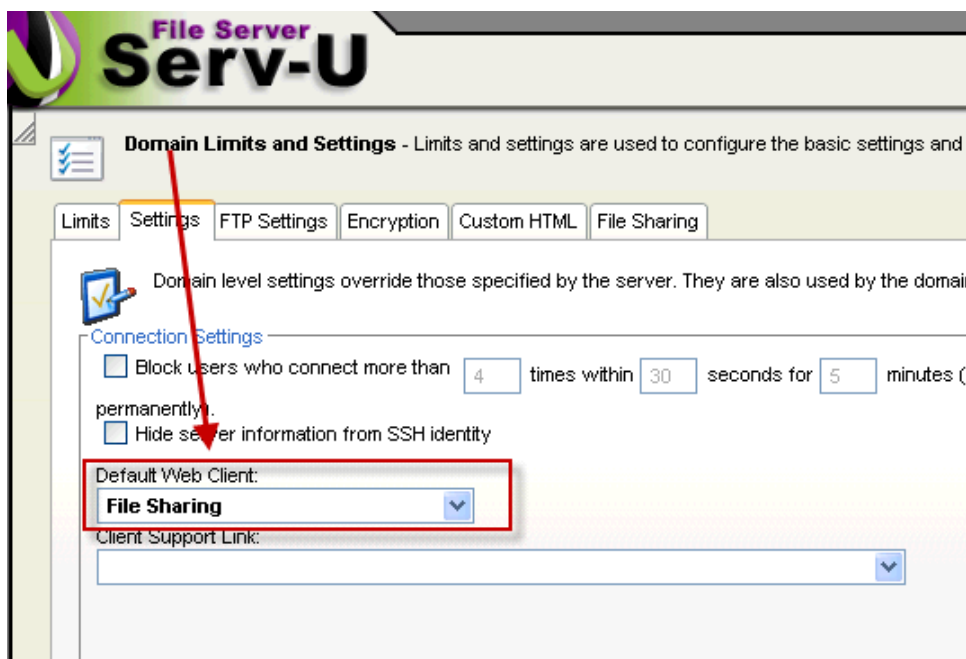 File Server
Serv-U
Domain Limits and Settings - Limits and settings are used to configure the basic settings and
Limits Settings FTP Settings Encryption Custom HTML File Sharing
Domain level settings override those specified by the server. They are also used by the domai
Connection Settings
Block users who connect more than 4 times within 30 seconds for 5 minutes (
permanently).
Hide server information from SSH identity
Default Web Client:
File Sharing
Client Support Link: